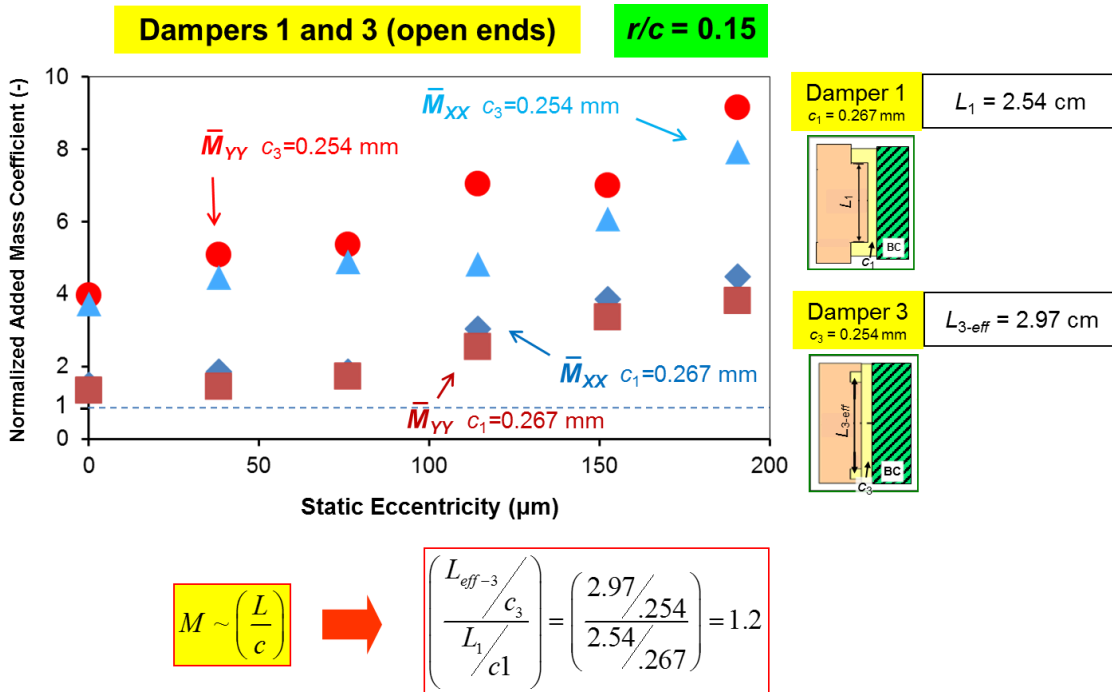 Dampers 1 and 3 (open ends)
r/c = 0.15
Normalized Added Mass Coefficient (-)
10
8
6
4
2
1
0
0
50
100
150
200
Static Eccentricity (µm)
M̅XX c3=0.254 mm
M̅YY c3=0.254 mm
M̅XX c1=0.267 mm
M̅YY c1=0.267 mm
Damper 1
c1 = 0.267 mm
L1 = 2.54 cm
L1
BC
c1
Damper 3
c3 = 0.254 mm
L3-eff = 2.97 cm
L3-eff
BC
c3
M ~ (L/c)
((Leff−3/c3)/(L1/c1)) = ((2.97/.254)/(2.54/.267)) = 1.2